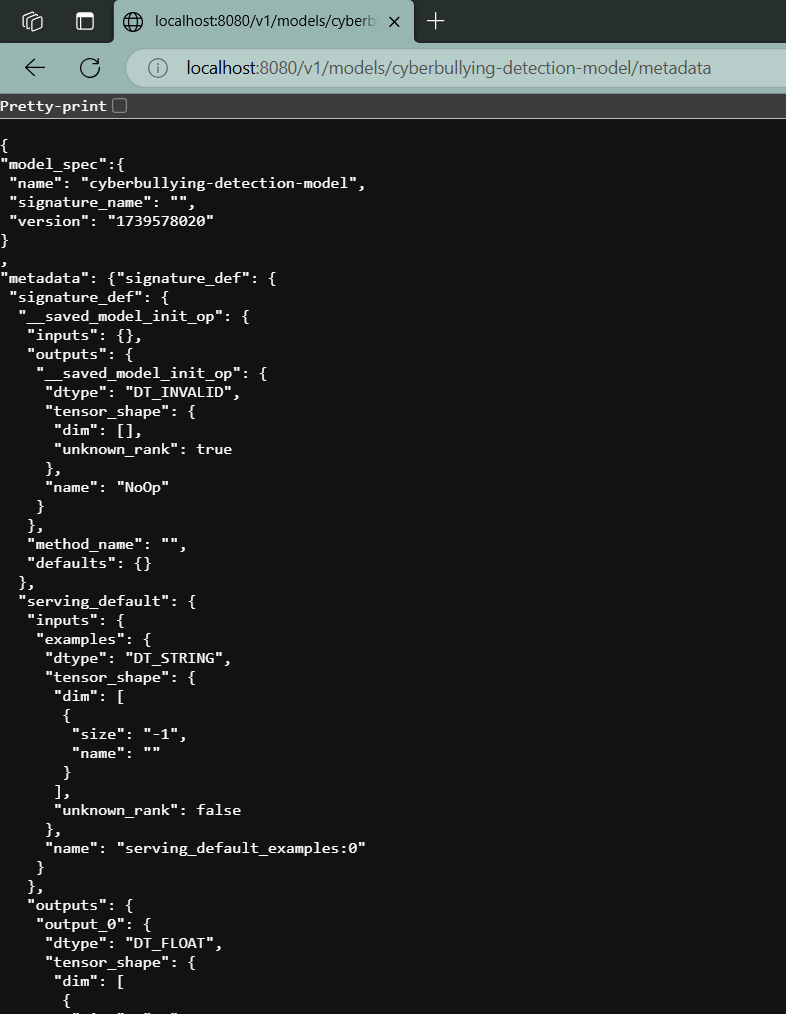 localhost:8080/v1/models/cyberb
localhost:8080/v1/models/cyberbullying-detection-model/metadata
Pretty-print
{
"model_spec":{
 "name": "cyberbullying-detection-model",
 "signature_name": "",
 "version": "1739578020"
}
,
"metadata": {"signature_def": {
 "signature_def": {
  "__saved_model_init_op": {
   "inputs": {},
   "outputs": {
    "__saved_model_init_op": {
     "dtype": "DT_INVALID",
     "tensor_shape": {
      "dim": [],
      "unknown_rank": true
     },
     "name": "NoOp"
    }
   },
   "method_name": "",
   "defaults": {}
  },
  "serving_default": {
   "inputs": {
    "examples": {
     "dtype": "DT_STRING",
     "tensor_shape": {
      "dim": [
       {
        "size": "-1",
        "name": ""
       }
      ],
      "unknown_rank": false
     },
     "name": "serving_default_examples:0"
    }
   },
   "outputs": {
    "output_0": {
     "dtype": "DT_FLOAT",
     "tensor_shape": {
      "dim": [
       {